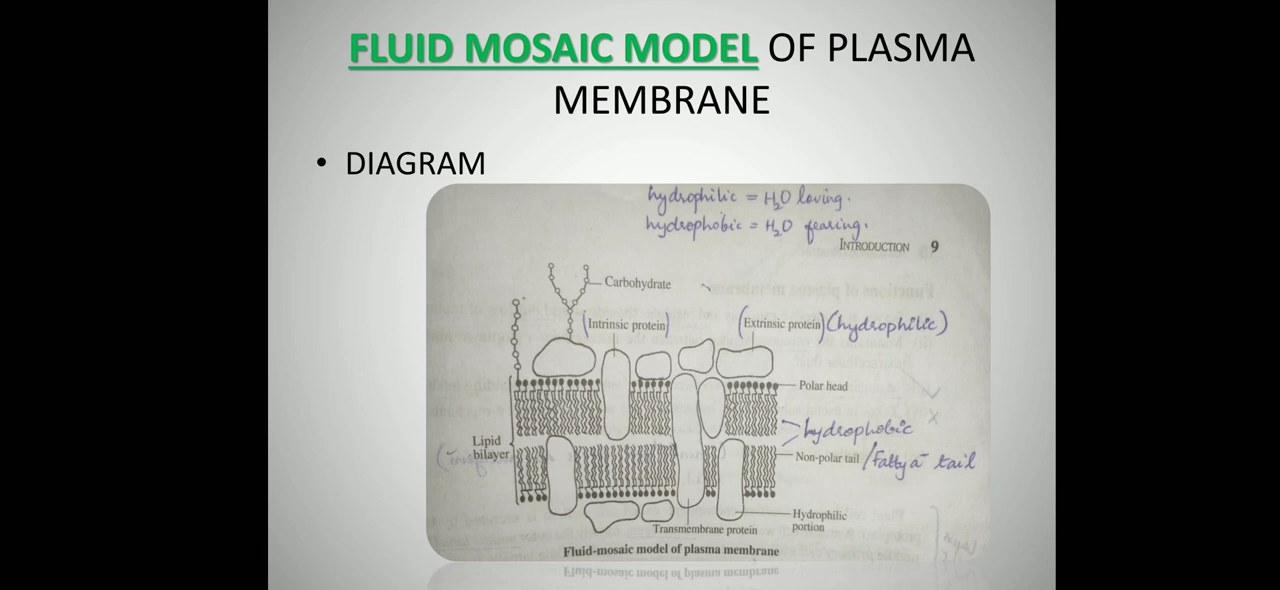 FLUID MOSAIC MODEL OF PLASMA
MEMBRANE
• DIAGRAM
hydrophilic = H₂O loving.
hydrophobic = H₂O fearing.
INTRODUCTION 9
Carbohydrate
(Intrinsic protein)
(Extrinsic protein) (hydrophilic)
Polar head
hydrophobic
Lipid
bilayer
Non-polar tail / Fatty a⁻ tail
Hydrophilic
portion
Transmembrane protein
Fluid-mosaic model of plasma membrane